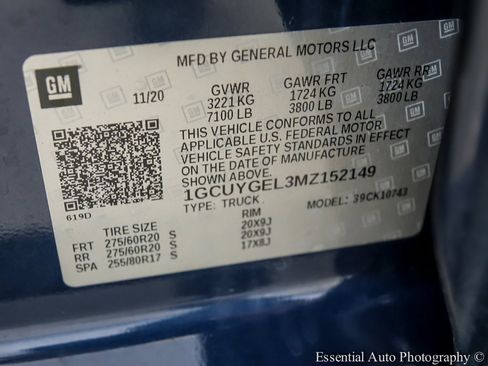 MFD BY GENERAL MOTORS LLC
GM
11/20
GVWR
3221 KG
7100 LB
GAWR FRT
1724 KG
3800 LB
GAWR RR
1724 KG
3800 LB
THIS VEHICLE CONFORMS TO ALL
APPLICABLE U.S. FEDERAL MOTOR
VEHICLE SAFETY STANDARDS IN EFFECT
ON THE DATE OF MANUFACTURE
SHOWN ABOVE.
1GCUYGEL3MZ152149
TYPE: TRUCK
MODEL: 39CK10743
619D
TIRE SIZE
RIM
FRT 275/60R20 S 20X9J
RR 275/60R20 S 20X9J
SPA 255/80R17 S 17X8J
Essential Auto Photography ©